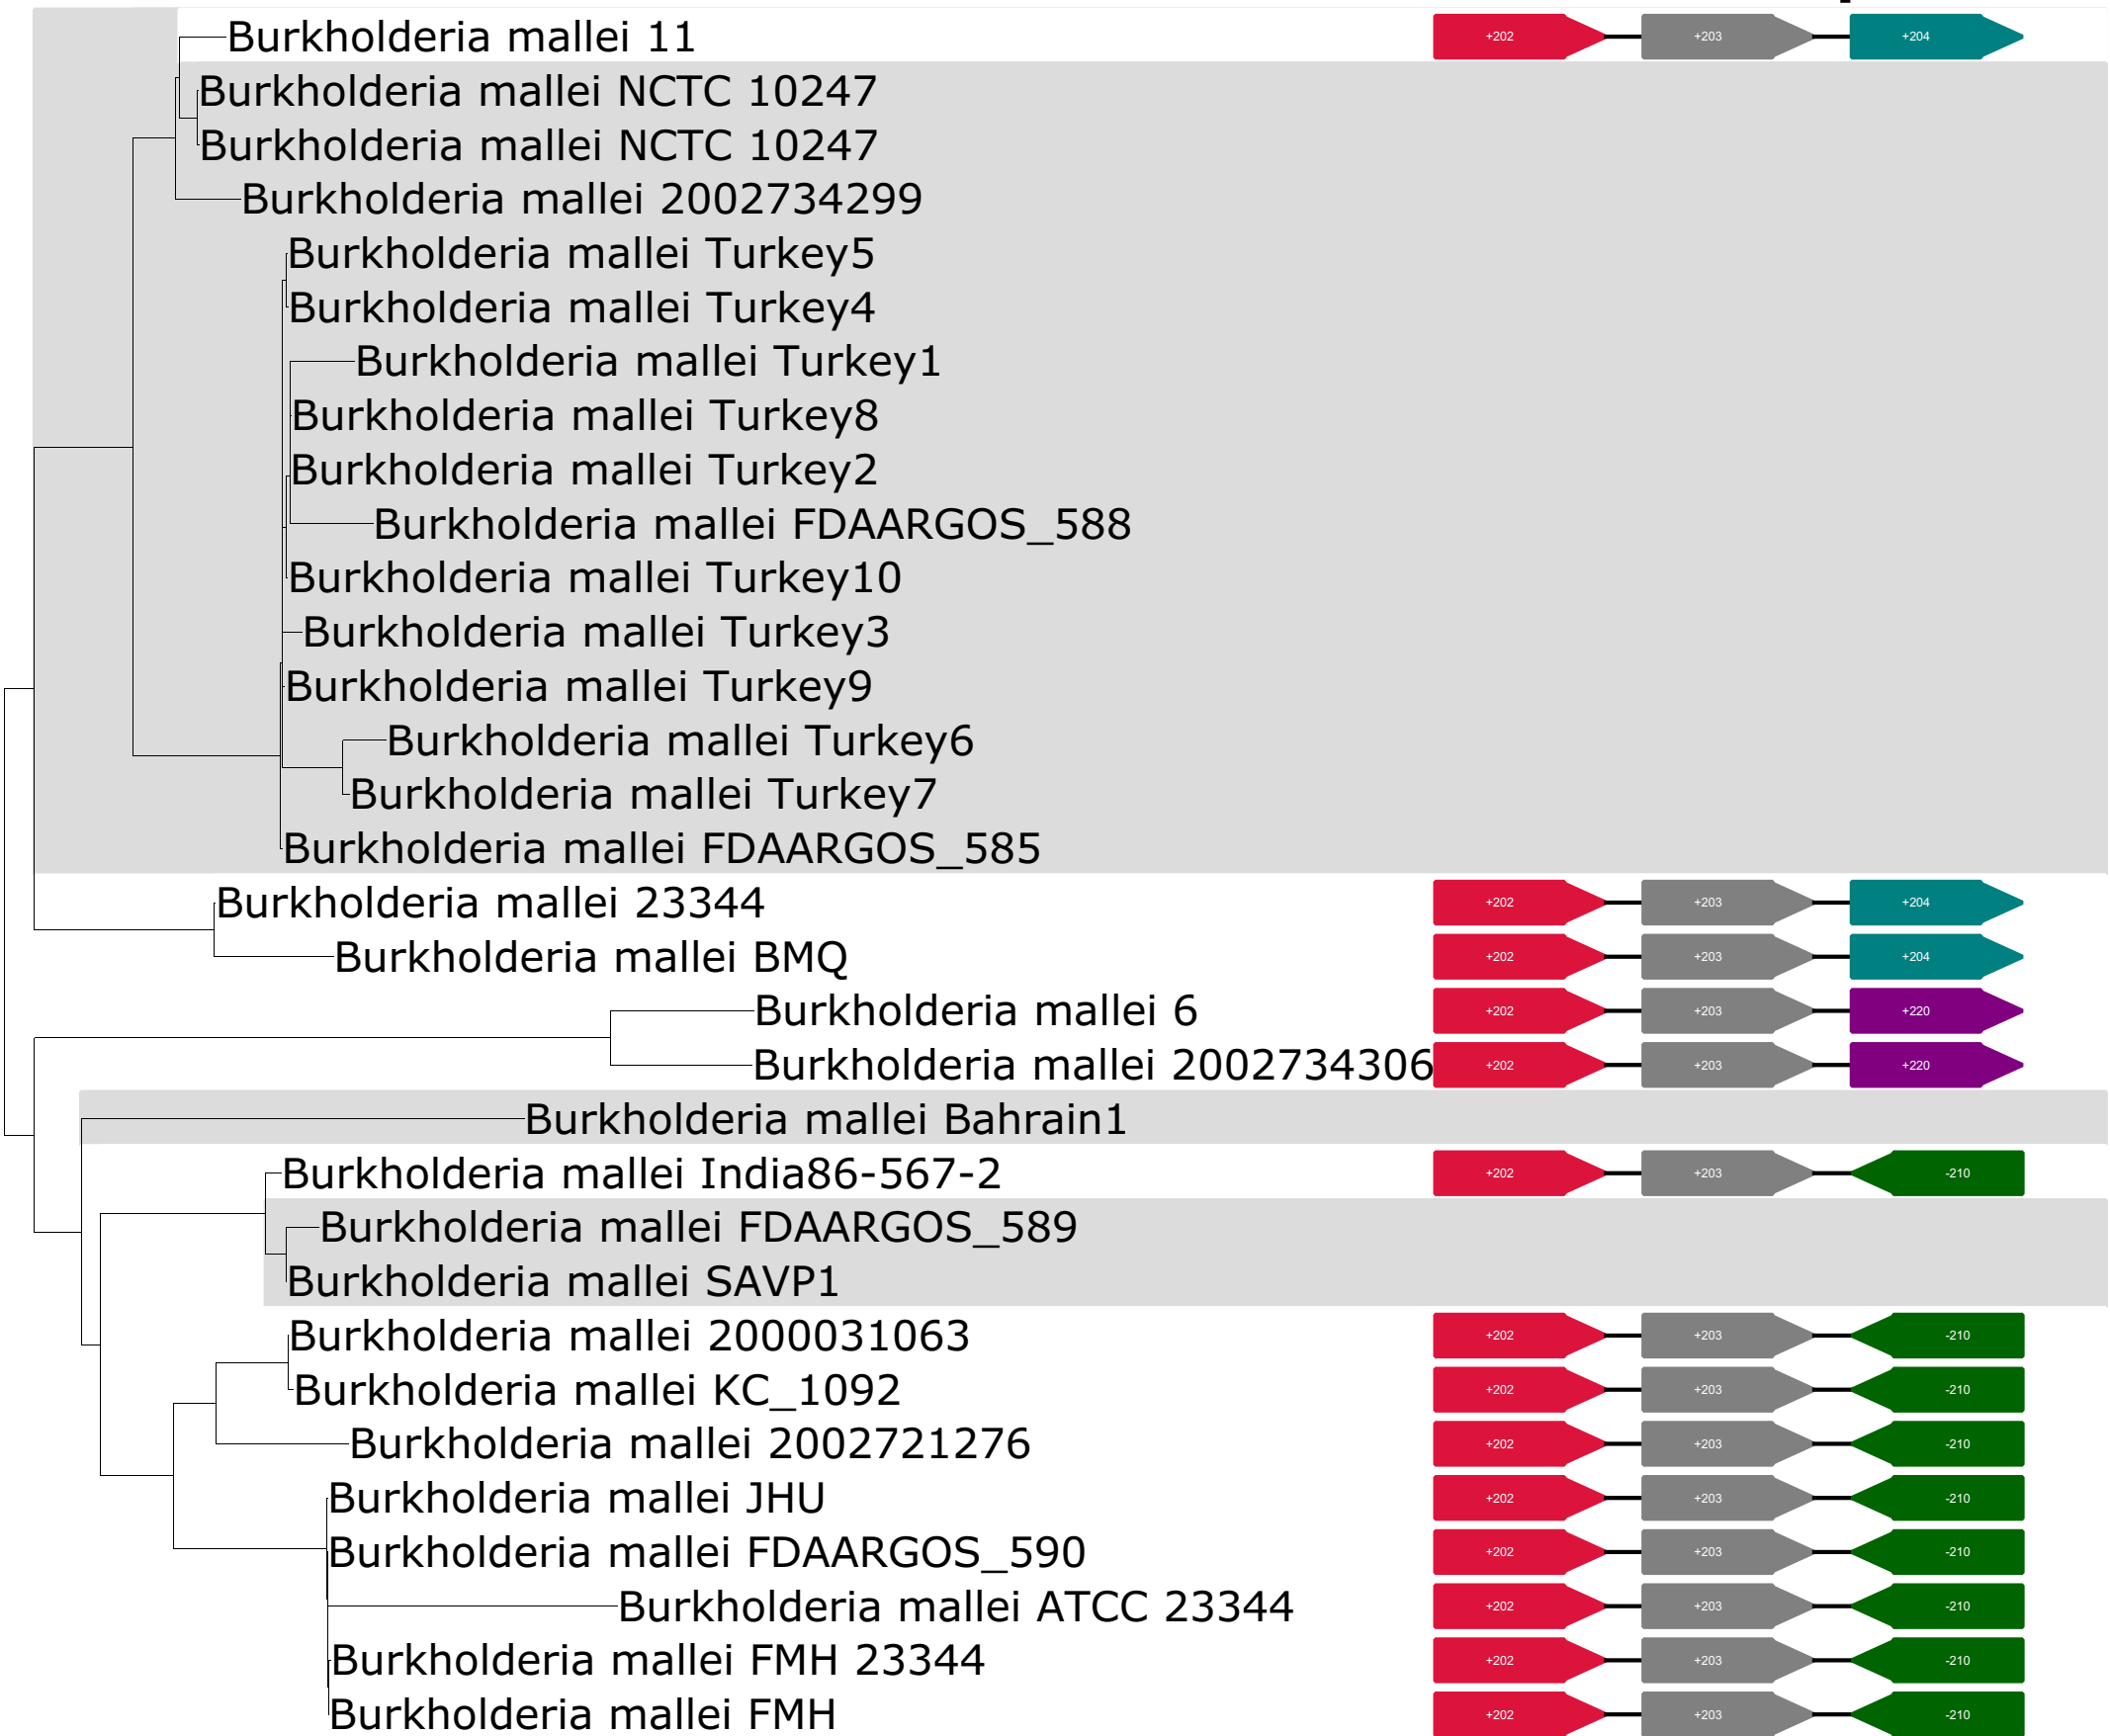 Burkholderia mallei 11 +202 +203 +204
Burkholderia mallei NCTC 10247
Burkholderia mallei NCTC 10247
Burkholderia mallei 2002734299
Burkholderia mallei Turkey5
Burkholderia mallei Turkey4
Burkholderia mallei Turkey1
Burkholderia mallei Turkey8
Burkholderia mallei Turkey2
Burkholderia mallei FDAARGOS_588
Burkholderia mallei Turkey10
Burkholderia mallei Turkey3
Burkholderia mallei Turkey9
Burkholderia mallei Turkey6
Burkholderia mallei Turkey7
Burkholderia mallei FDAARGOS_585
Burkholderia mallei 23344 +202 +203 +204
Burkholderia mallei BMQ +202 +203 +204
Burkholderia mallei 6 +202 +203 +220
Burkholderia mallei 2002734306 +202 +203 +220
Burkholderia mallei Bahrain1
Burkholderia mallei India86-567-2 +202 +203 -210
Burkholderia mallei FDAARGOS_589
Burkholderia mallei SAVP1
Burkholderia mallei 2000031063 +202 +203 -210
Burkholderia mallei KC_1092 +202 +203 -210
Burkholderia mallei 2002721276 +202 +203 -210
Burkholderia mallei JHU +202 +203 -210
Burkholderia mallei FDAARGOS_590 +202 +203 -210
Burkholderia mallei ATCC 23344 +202 +203 -210
Burkholderia mallei FMH 23344 +202 +203 -210
Burkholderia mallei FMH +202 +203 -210